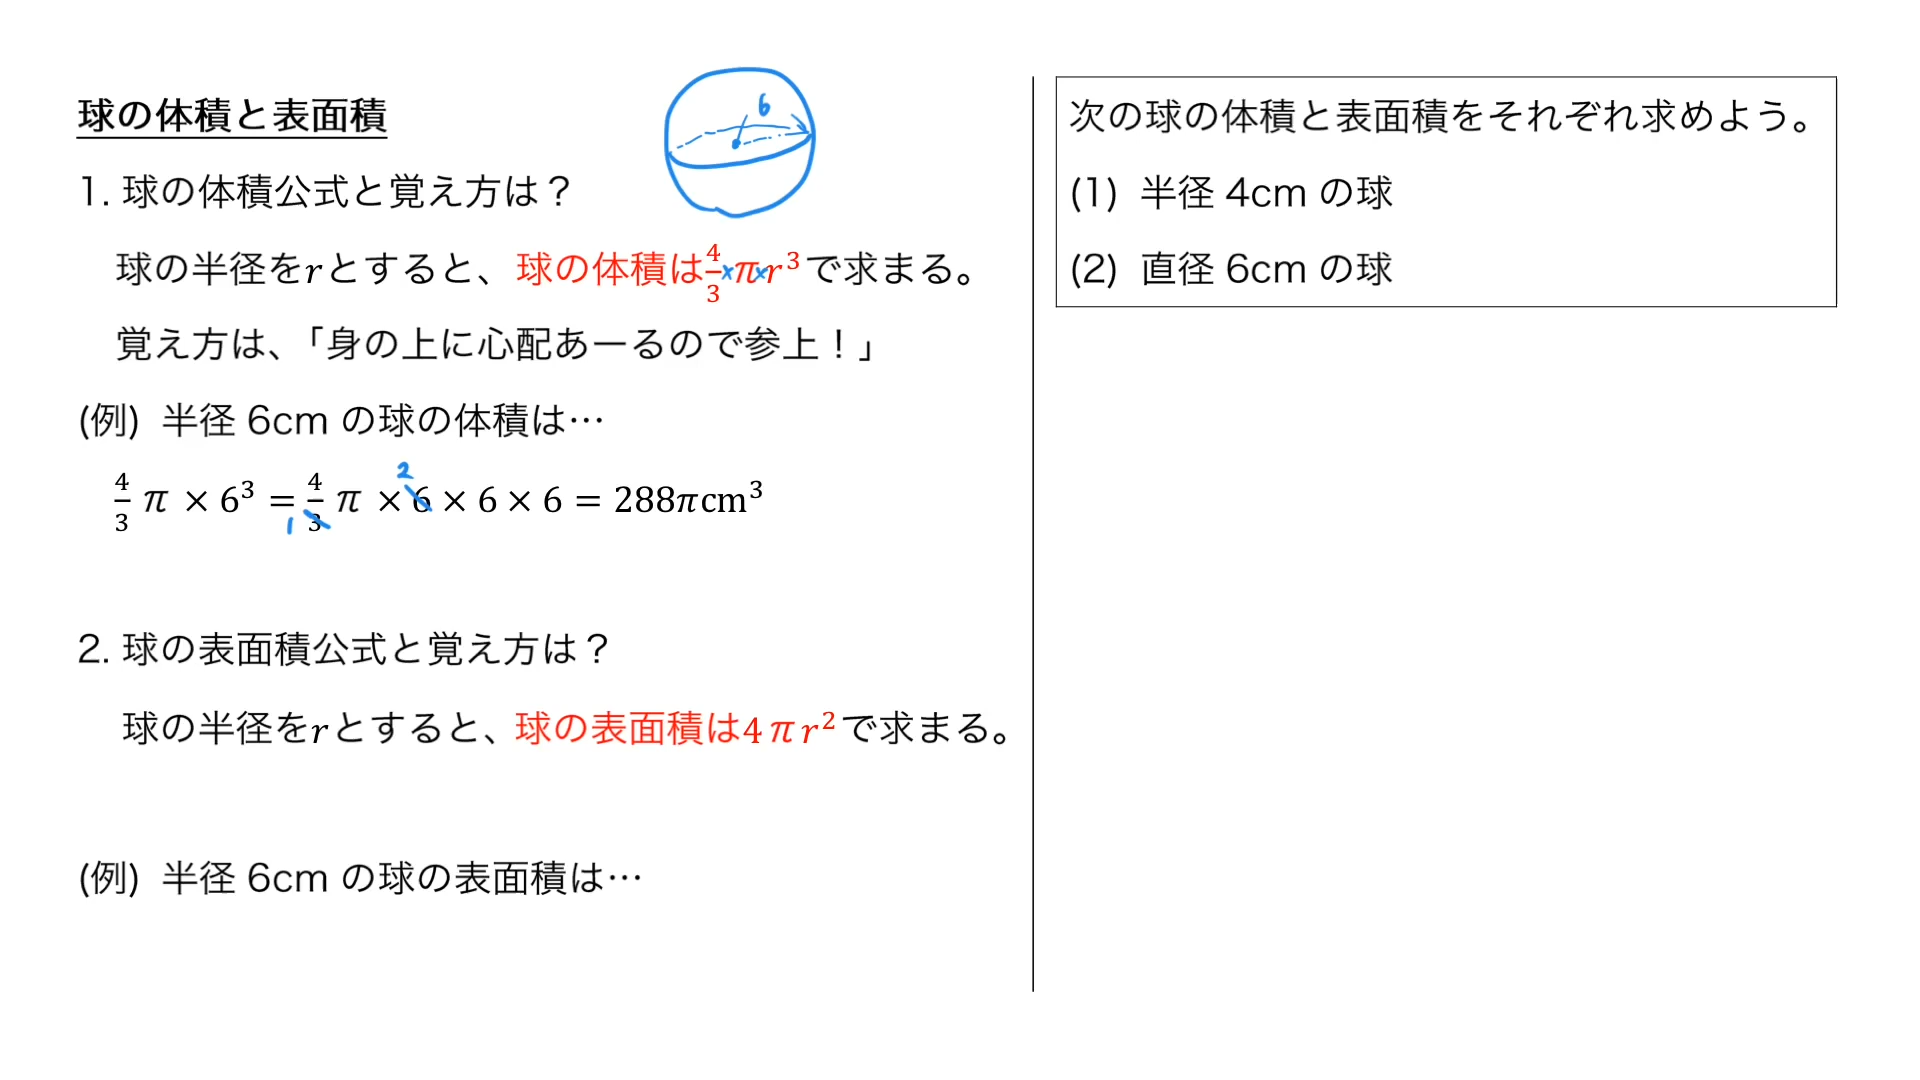 球の体積と表面積
6
1. 球の体積公式と覚え方は？
球の半径をrとすると、球の体積は4/3×π×r³で求まる。
覚え方は、「身の上に心配あーるので参上！」
(例) 半径 6cm の球の体積は…
2
4/3 π × 6³ = 4/3 π × 6 × 6 × 6 = 288πcm³
1
2. 球の表面積公式と覚え方は？
球の半径をrとすると、球の表面積は4πr²で求まる。
(例) 半径 6cm の球の表面積は…
次の球の体積と表面積をそれぞれ求めよう。
(1) 半径 4cm の球
(2) 直径 6cm の球